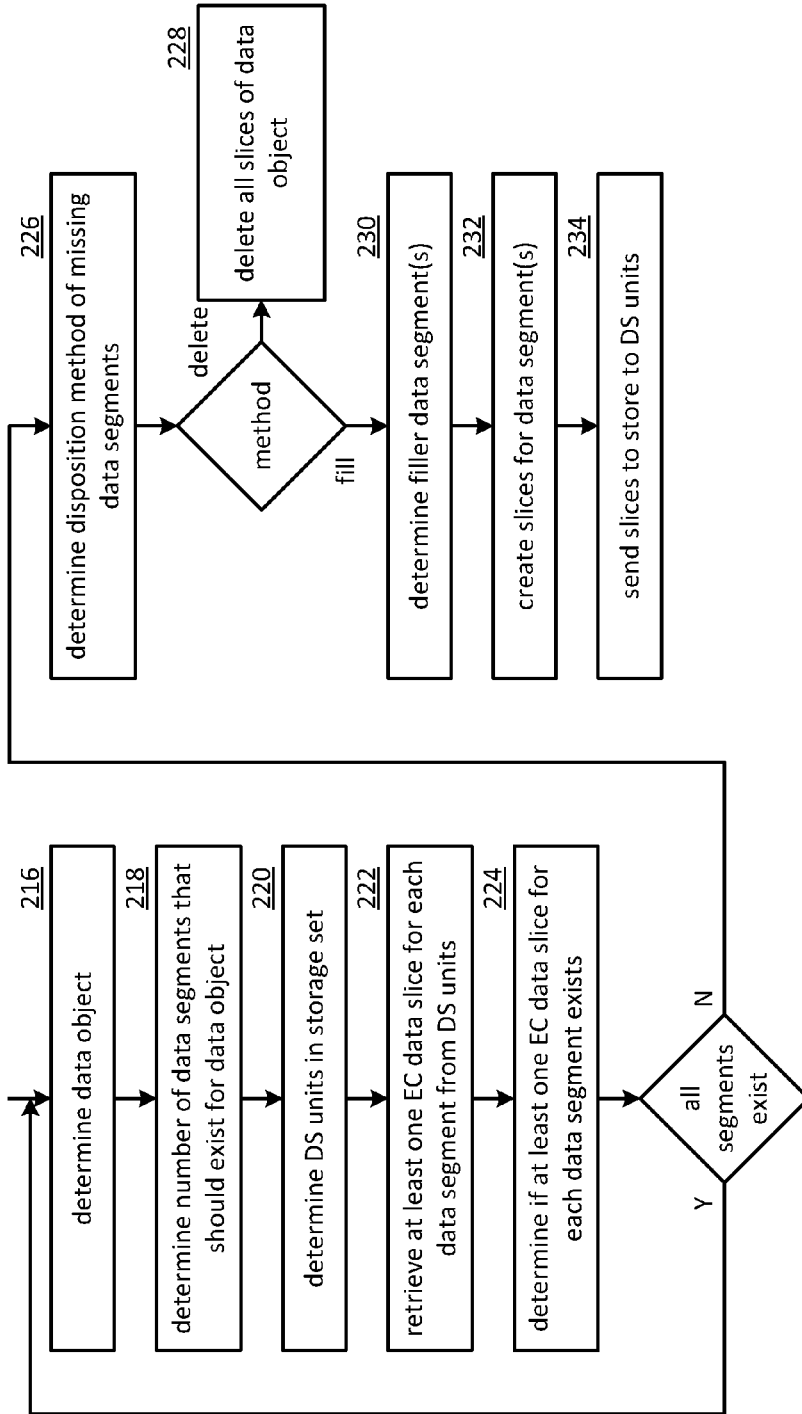 216
determine data object
218
determine number of data segments that
should exist for data object
220
determine DS units in storage set
222
retrieve at least one EC data slice for each
data segment from DS units
224
determine if at least one EC data slice for
each data segment exists
all
segments
exist
Y
N
226
determine disposition method of missing
data segments
method
delete
fill
228
delete all slices of data
object
230
determine filler data segment(s)
232
create slices for data segment(s)
234
send slices to store to DS units